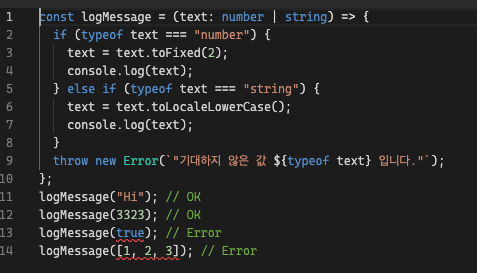 1 const logMessage = (text: number | string) => {
2   if (typeof text === "number") {
3     text = text.toFixed(2);
4     console.log(text);
5   } else if (typeof text === "string") {
6     text = text.toLocaleLowerCase();
7     console.log(text);
8   }
9   throw new Error(`"기대하지 않은 값 ${typeof text} 입니다."`);
10 };
11 logMessage("Hi"); // OK
12 logMessage(3323); // OK
13 logMessage(true); // Error
14 logMessage([1, 2, 3]); // Error